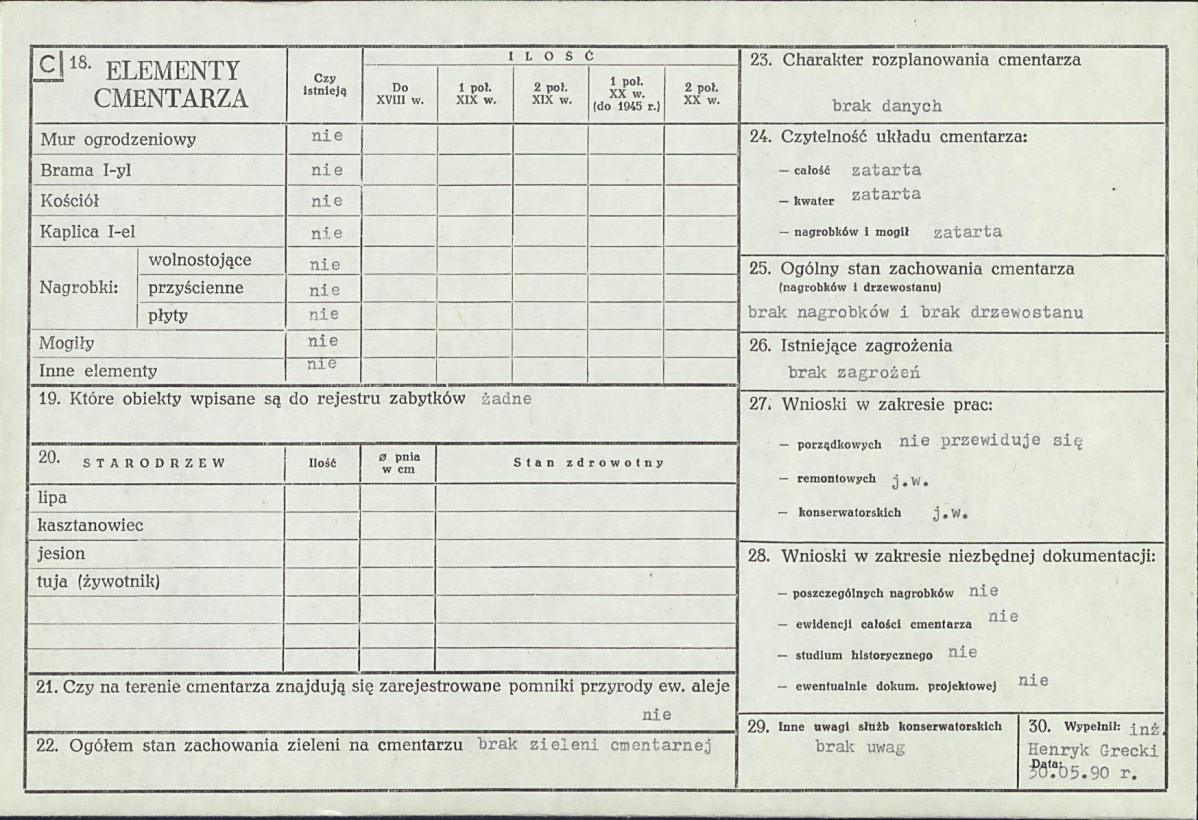 C 18. ELEMENTY CMENTARZA
Czy istnieją
I L O Ś Ć
Do XVIII w.
1 poł. XIX w.
2 poł. XIX w.
1 poł. XX w. (do 1945 r.)
2 poł. XX w.
Mur ogrodzeniowy nie
Brama I-yl nie
Kościół nie
Kaplica I-el nie
Nagrobki:
wolnostojące nie
przyścienne nie
płyty nie
Mogiły nie
Inne elementy nie
19. Które obiekty wpisane są do rejestru zabytków żadne
20. STARODRZEW
Ilość
ø pnia w cm
Stan zdrowotny
lipa
kasztanowiec
jesion
tuja (żywotnik)
21. Czy na terenie cmentarza znajdują się zarejestrowane pomniki przyrody ew. aleje
nie
22. Ogółem stan zachowania zieleni na cmentarzu brak zieleni cmentarnej
23. Charakter rozplanowania cmentarza
brak danych
24. Czytelność układu cmentarza:
— całość zatarta
— kwater zatarta
— nagrobków i mogił zatarta
25. Ogólny stan zachowania cmentarza
(nagrobków i drzewostanu)
brak nagrobków i brak drzewostanu
26. Istniejące zagrożenia
brak zagrożeń
27. Wnioski w zakresie prac:
— porządkowych nie przewiduje się
— remontowych j.w.
— konserwatorskich j.w.
28. Wnioski w zakresie niezbędnej dokumentacji:
— poszczególnych nagrobków nie
— ewidencji całości cmentarza nie
— studium historycznego nie
— ewentualnie dokum. projektowej nie
29. Inne uwagi służb konserwatorskich
brak uwag
30. Wypełnił: inż.
Henryk Grecki
Data:
30.05.90 r.